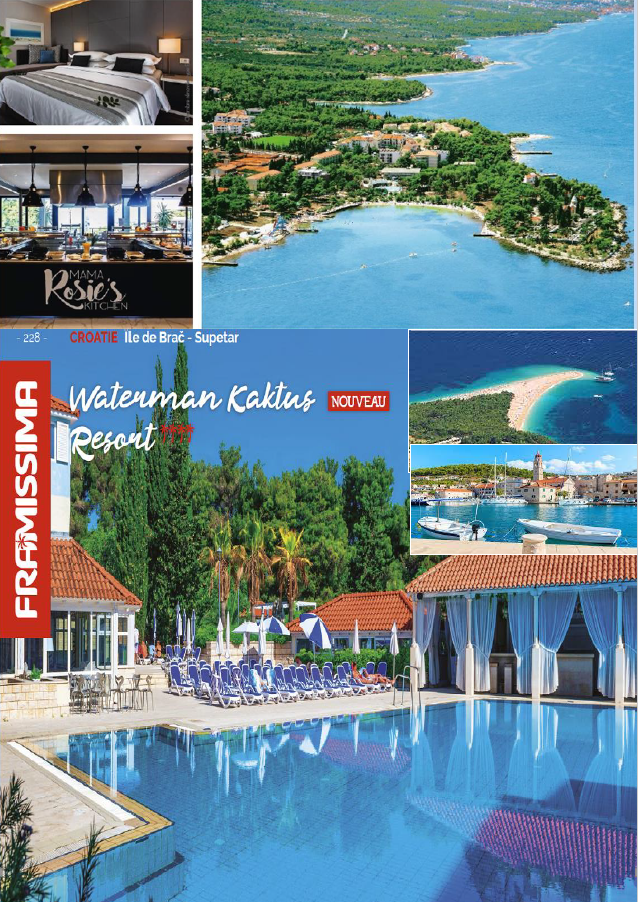 MAMA
Rosie's
KITCHEN
- 228 -
CROATIE Ile de Brač - Supetar
FRAMISSIMA
Waterman Kaktus NOUVEAU
Resort